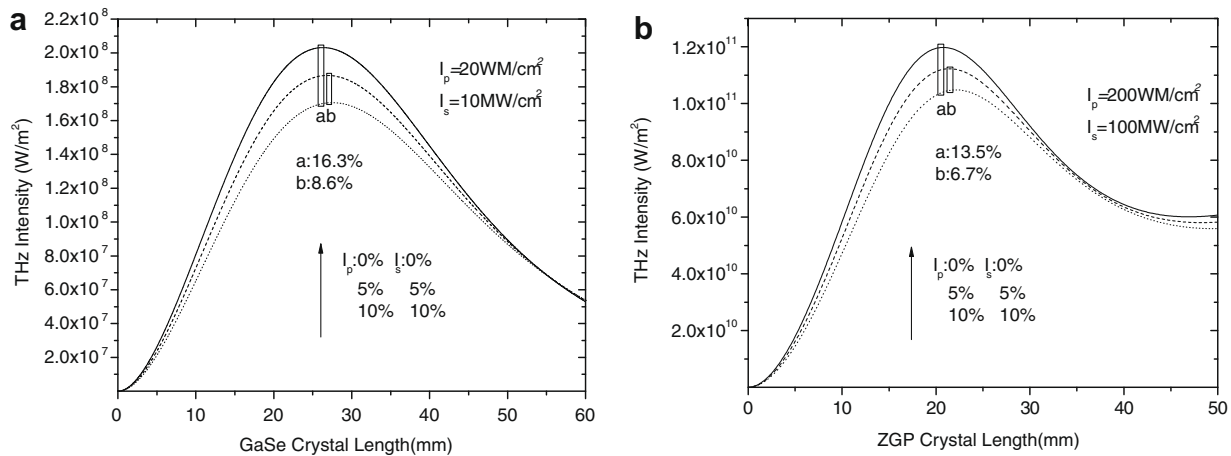 a
2.2x10⁸
2.0x10⁸
1.8x10⁸
1.6x10⁸
1.4x10⁸
1.2x10⁸
1.0x10⁸
8.0x10⁷
6.0x10⁷
4.0x10⁷
2.0x10⁷
THz Intensity (W/m²)
I_p=20WM/cm²
I_s=10MW/cm²
ab
a:16.3%
b:8.6%
I_p:0% I_s:0%
5% 5%
10% 10%
0 10 20 30 40 50 60
GaSe Crystal Length(mm)
b
1.2x10¹¹
1.0x10¹¹
8.0x10¹⁰
6.0x10¹⁰
4.0x10¹⁰
2.0x10¹⁰
THz Intensity (W/m²)
I_p=200WM/cm²
I_s=100MW/cm²
ab
a:13.5%
b:6.7%
I_p:0% I_s:0%
5% 5%
10% 10%
0 10 20 30 40 50
ZGP Crystal Length(mm)